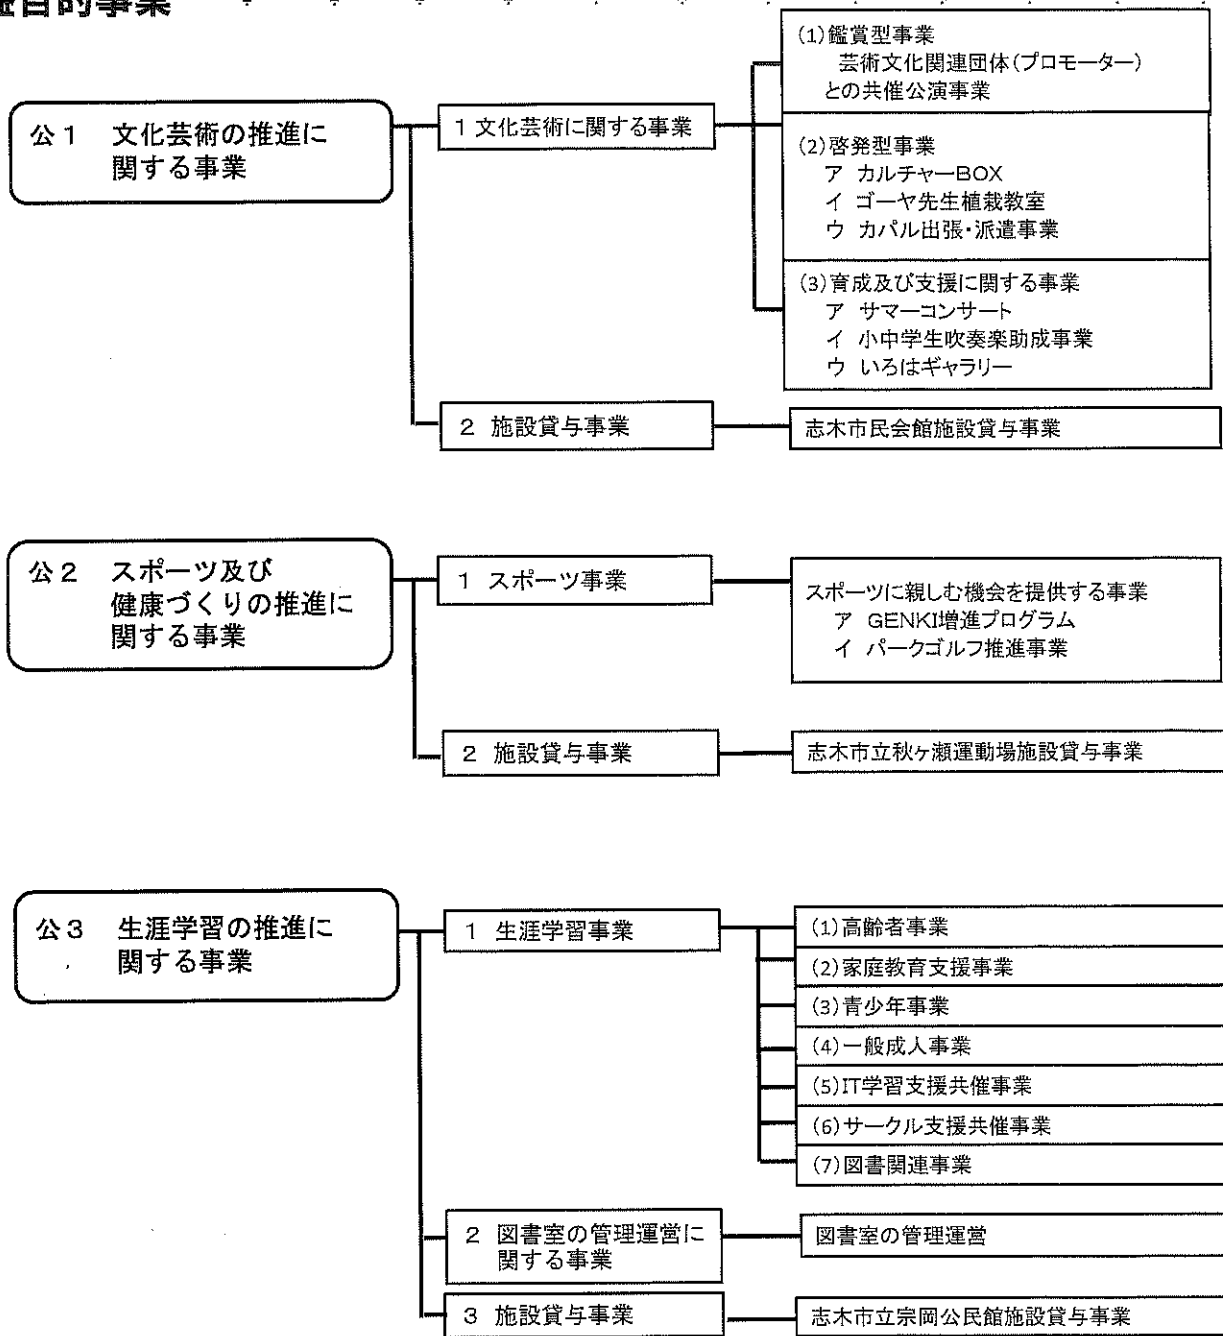 益目的事業
公1 文化芸術の推進に
関する事業
1 文化芸術に関する事業
(1)鑑賞型事業
芸術文化関連団体(プロモーター)
との共催公演事業
(2)啓発型事業
ア カルチャーBOX
イ ゴーヤ先生植栽教室
ウ カパル出張・派遣事業
(3)育成及び支援に関する事業
ア サマーコンサート
イ 小中学生吹奏楽助成事業
ウ いろはギャラリー
2 施設貸与事業
志木市民会館施設貸与事業
公2 スポーツ及び
健康づくりの推進に
関する事業
1 スポーツ事業
スポーツに親しむ機会を提供する事業
ア GENKI増進プログラム
イ パークゴルフ推進事業
2 施設貸与事業
志木市立秋ヶ瀬運動場施設貸与事業
公3 生涯学習の推進に
関する事業
1 生涯学習事業
(1)高齢者事業
(2)家庭教育支援事業
(3)青少年事業
(4)一般成人事業
(5)IT学習支援共催事業
(6)サークル支援共催事業
(7)図書関連事業
2 図書室の管理運営に
関する事業
図書室の管理運営
3 施設貸与事業
志木市立宗岡公民館施設貸与事業